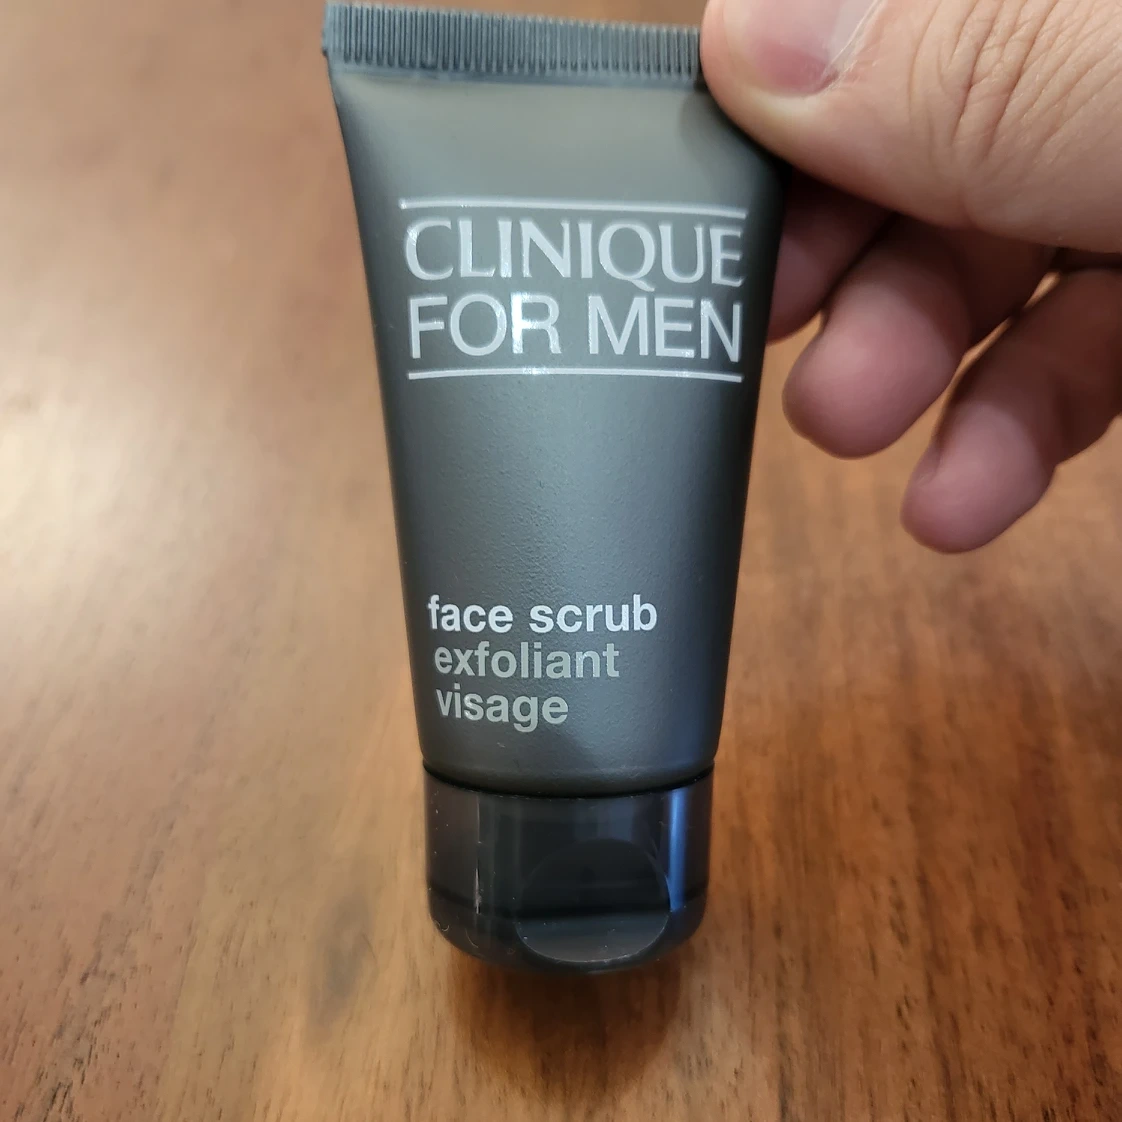 CLINIQUE
FOR MEN
face scrub
exfoliant
visage